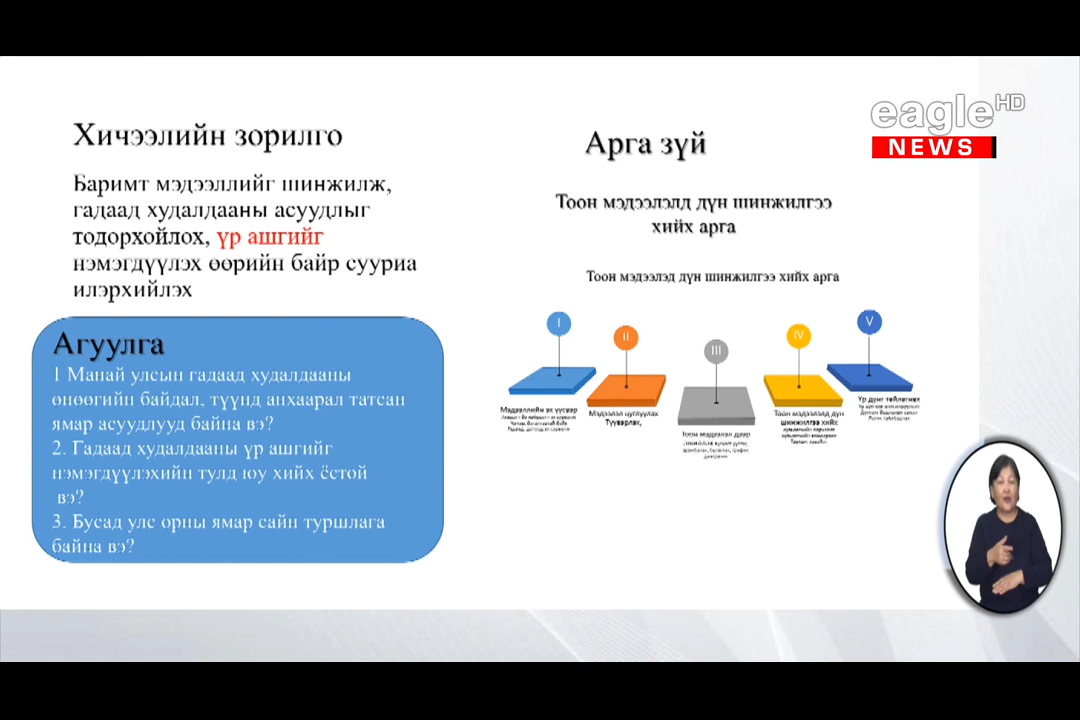 eagle HD
NEWS
Хичээлийн зорилго
Баримт мэдээллийг шинжилж,
гадаад худалдааны асуудлыг
тодорхойлох, үр ашгийг
нэмэгдүүлэх өөрийн байр сууриа
илэрхийлэх
Агуулга
1 Манай улсын гадаад худалдааны
өнөөгийн байдал, түүнд анхаарал татсан
ямар асуудлууд байна вэ?
2. Гадаад худалдааны үр ашгийг
нэмэгдүүлэхийн тулд юу хийх ёстой
вэ?
3. Бусад улс орны ямар сайн туршлага
байна вэ?
Арга зүй
Тоон мэдээлэлд дүн шинжилгээ
хийх арга
Тоон мэдээлэд дүн шинжилгээ хийх арга
I
II
III
IV
V
Мэдээллийн эх үүсвэр
Мэдээлэл цуглуулах
Түүвэрлэх,
Тоон мэдээлэл дээр
Тоон мэдээлэлд дүн
шинжилгээ хийх
Үр дүнг тайлагнах